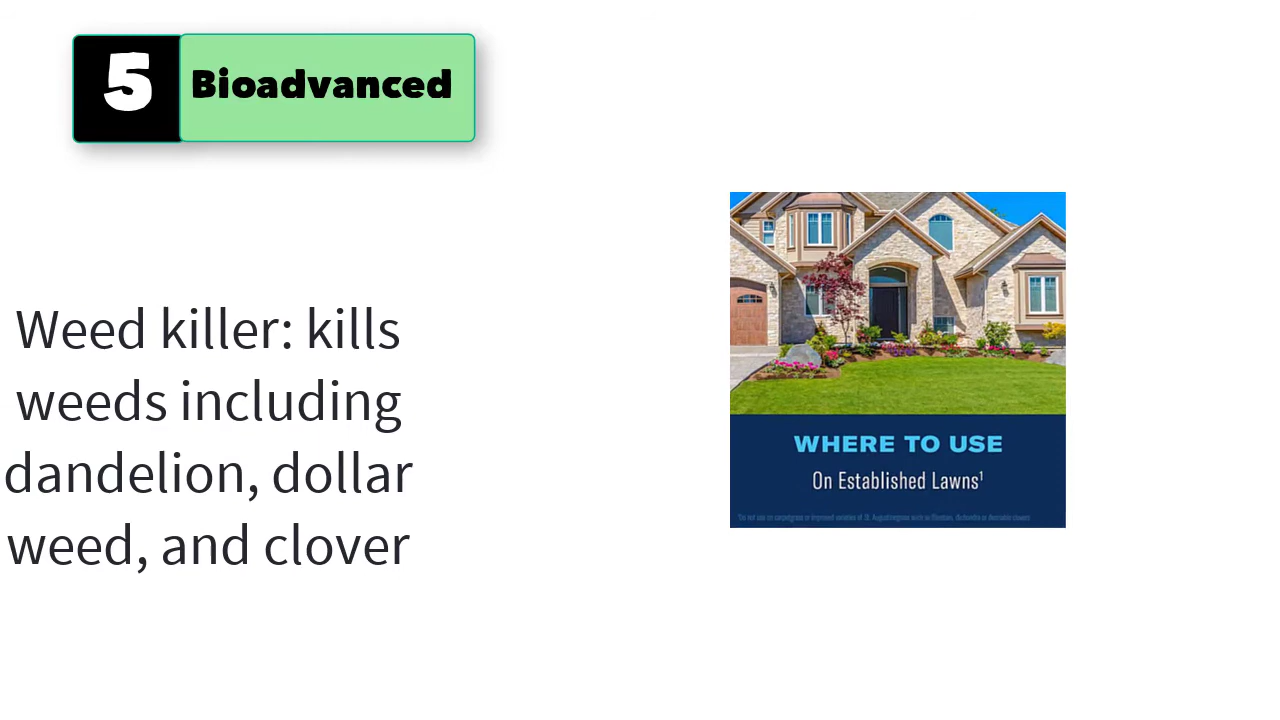 5
Bioadvanced
Weed killer: kills
weeds including
dandelion, dollar
weed, and clover
WHERE TO USE
On Established Lawns¹